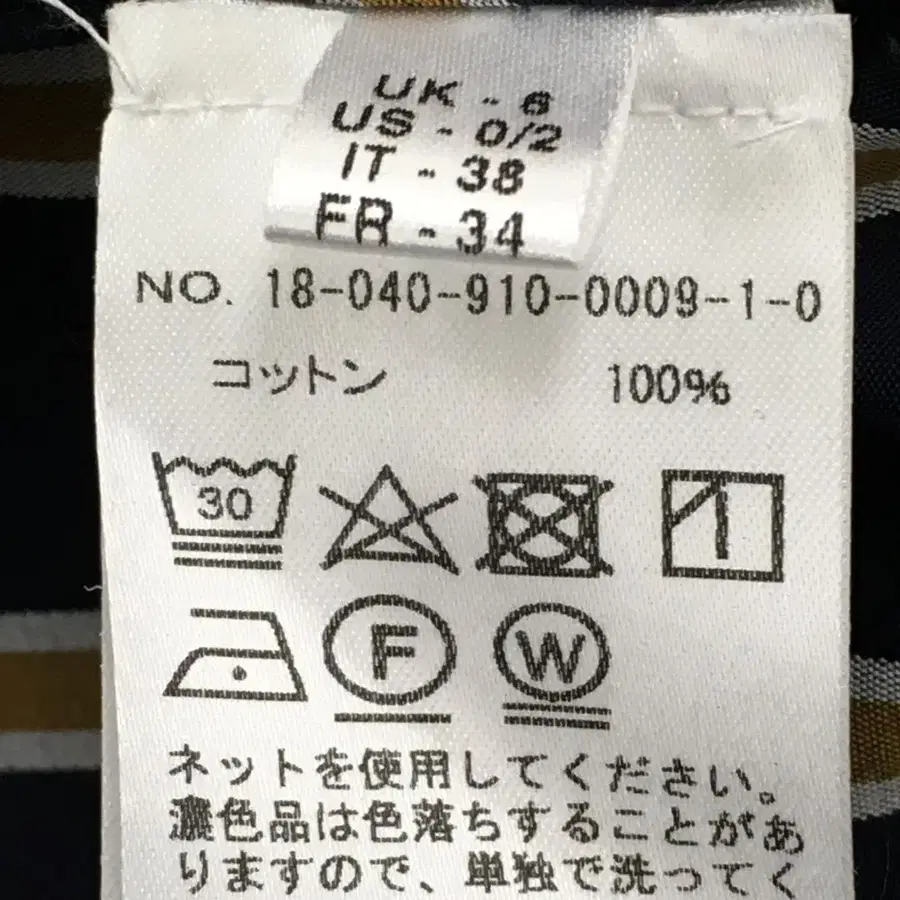 UK - 6
US - 0/2
IT - 38
FR - 34
NO. 18-040-910-0009-1-0
コットン 100%
30
F W
ネットを使用してください。
濃色品は色落ちすることがあ
りますので、単独で洗ってく